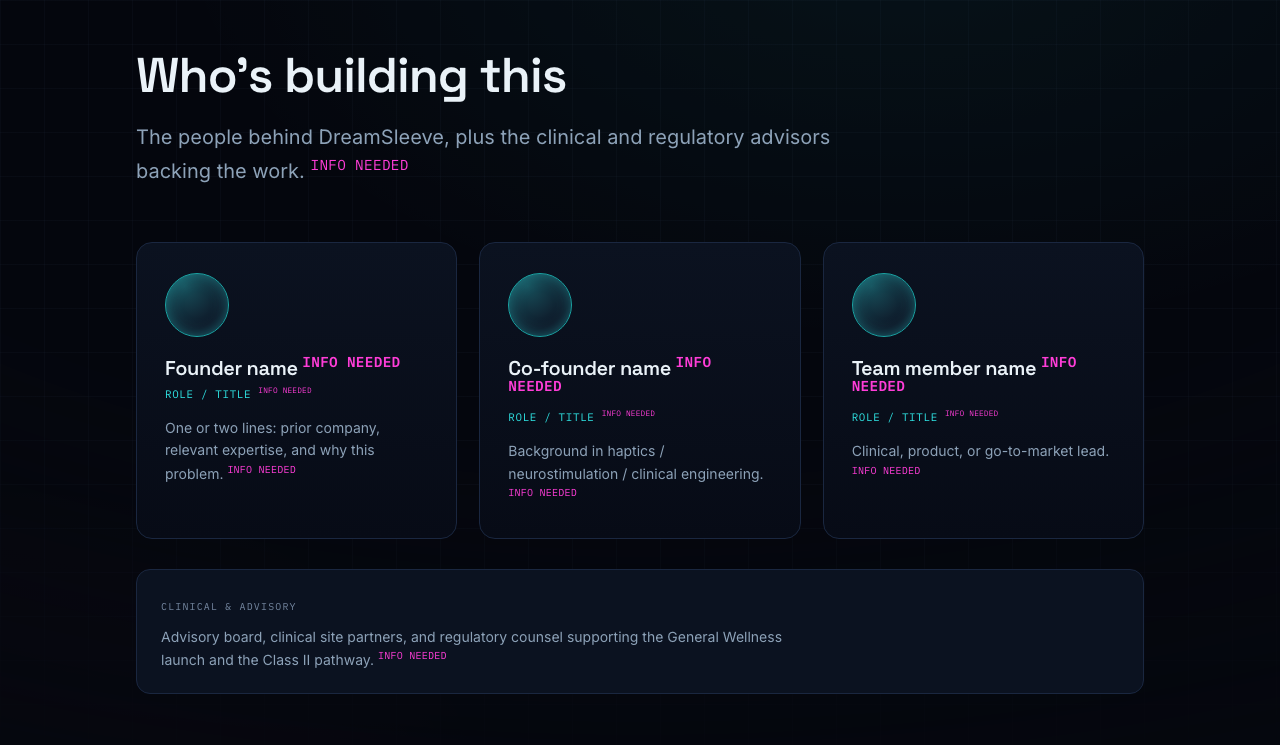 Who’s building this
The people behind DreamSleeve, plus the clinical and regulatory advisors
backing the work. INFO NEEDED
Founder name INFO NEEDED
ROLE / TITLE INFO NEEDED
One or two lines: prior company,
relevant expertise, and why this
problem. INFO NEEDED
Co-founder name INFO
NEEDED
ROLE / TITLE INFO NEEDED
Background in haptics /
neurostimulation / clinical engineering.
INFO NEEDED
Team member name INFO
NEEDED
ROLE / TITLE INFO NEEDED
Clinical, product, or go-to-market lead.
INFO NEEDED
CLINICAL & ADVISORY
Advisory board, clinical site partners, and regulatory counsel supporting the General Wellness
launch and the Class II pathway. INFO NEEDED